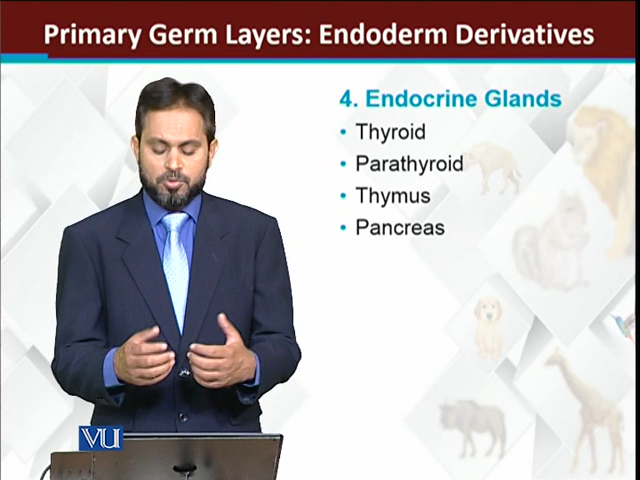 Primary Germ Layers: Endoderm Derivatives
4. Endocrine Glands
• Thyroid
• Parathyroid
• Thymus
• Pancreas
VU